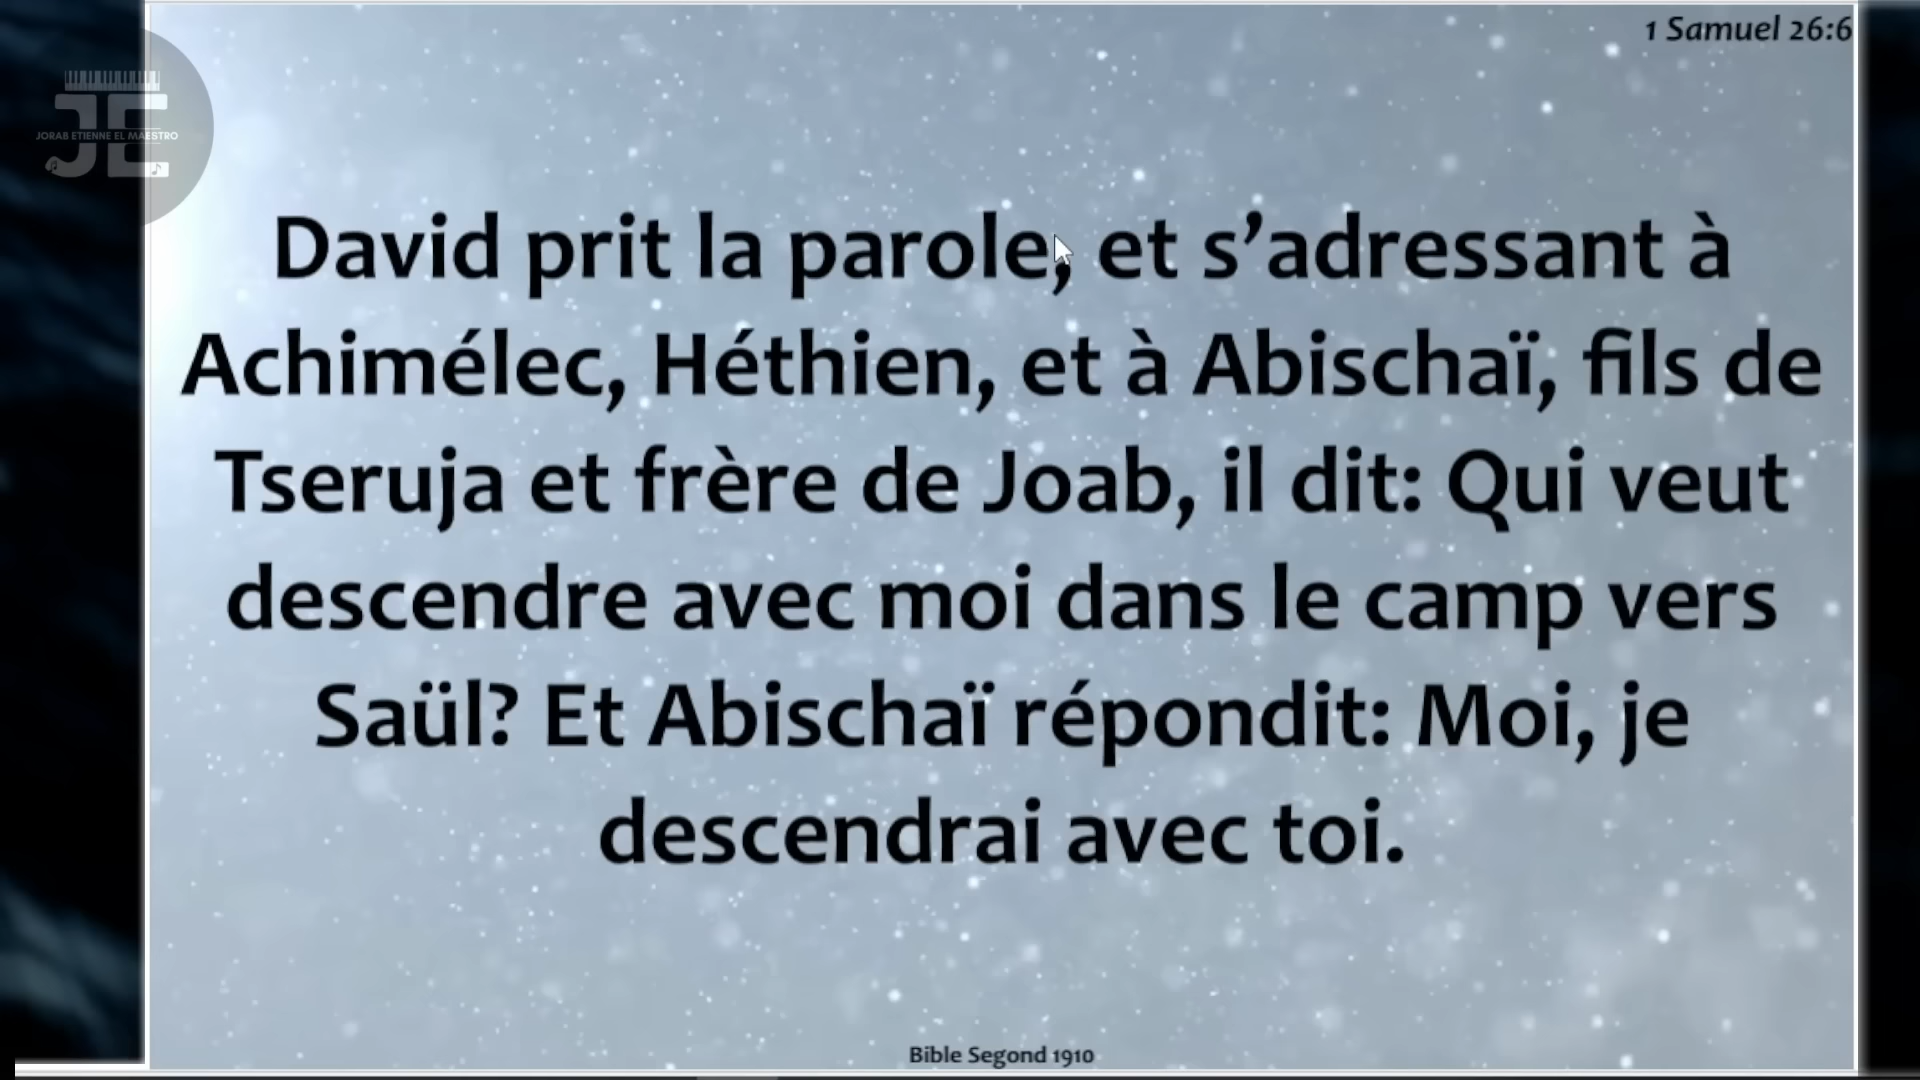 1 Samuel 26:6
JE
JORAB ETIENNE EL MAESTRO
David prit la parole, et s’adressant à
Achimélec, Héthien, et à Abischaï, fils de
Tseruja et frère de Joab, il dit: Qui veut
descendre avec moi dans le camp vers
Saül? Et Abischaï répondit: Moi, je
descendrai avec toi.
Bible Segond 1910